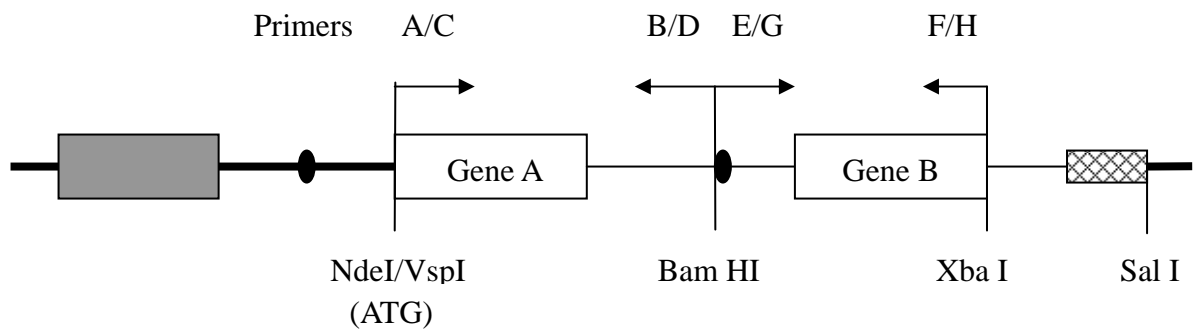 Primers A/C B/D E/G F/H
Gene A Gene B
NdeI/VspI Bam HI Xba I Sal I
(ATG)